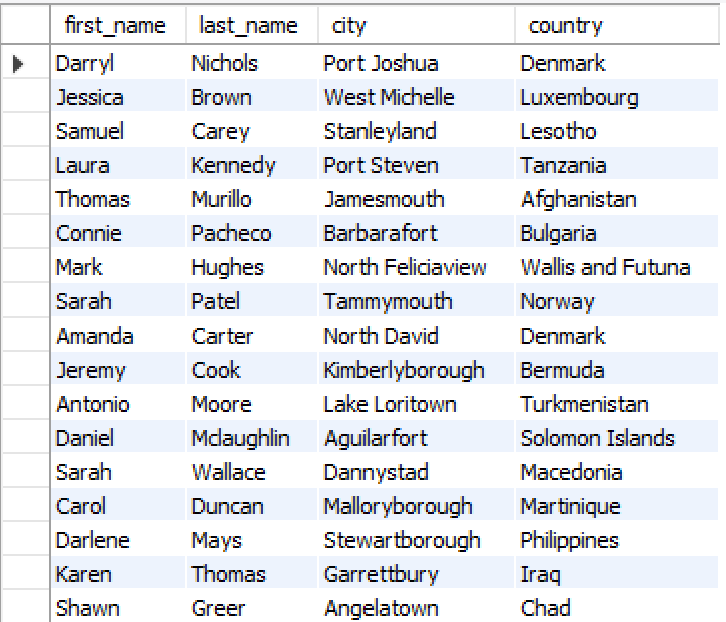 first_name last_name city country
Darryl Nichols Port Joshua Denmark
Jessica Brown West Michelle Luxembourg
Samuel Carey Stanleyland Lesotho
Laura Kennedy Port Steven Tanzania
Thomas Murillo Jamesmouth Afghanistan
Connie Pacheco Barbarafort Bulgaria
Mark Hughes North Feliciaview Wallis and Futuna
Sarah Patel Tammymouth Norway
Amanda Carter North David Denmark
Jeremy Cook Kimberlyborough Bermuda
Antonio Moore Lake Loritown Turkmenistan
Daniel Mclaughlin Aguilarfort Solomon Islands
Sarah Wallace Dannystad Macedonia
Carol Duncan Malloryborough Martinique
Darlene Mays Stewartborough Philippines
Karen Thomas Garrettbury Iraq
Shawn Greer Angelatown Chad